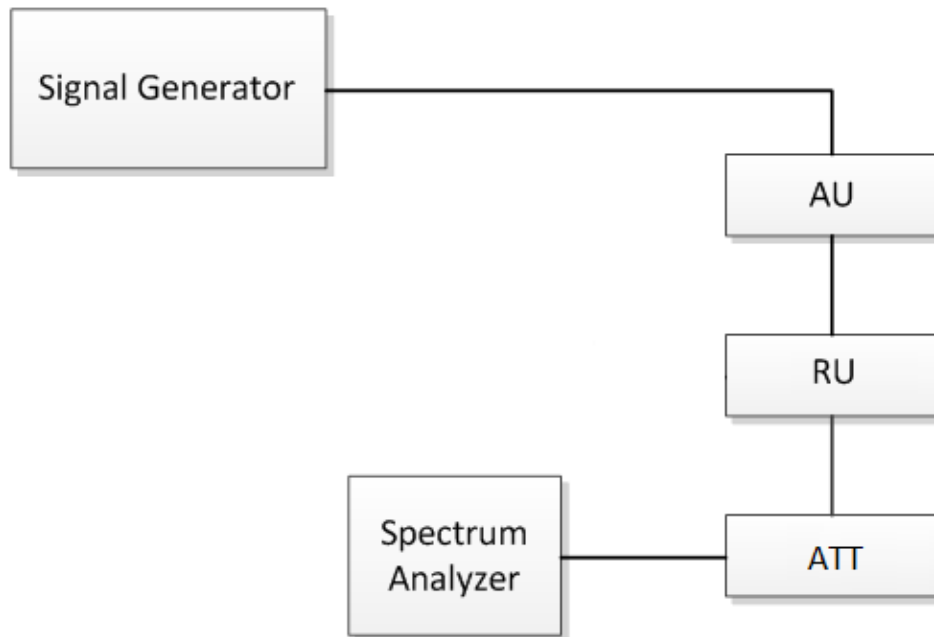 Signal Generator
AU
RU
Spectrum
Analyzer
ATT